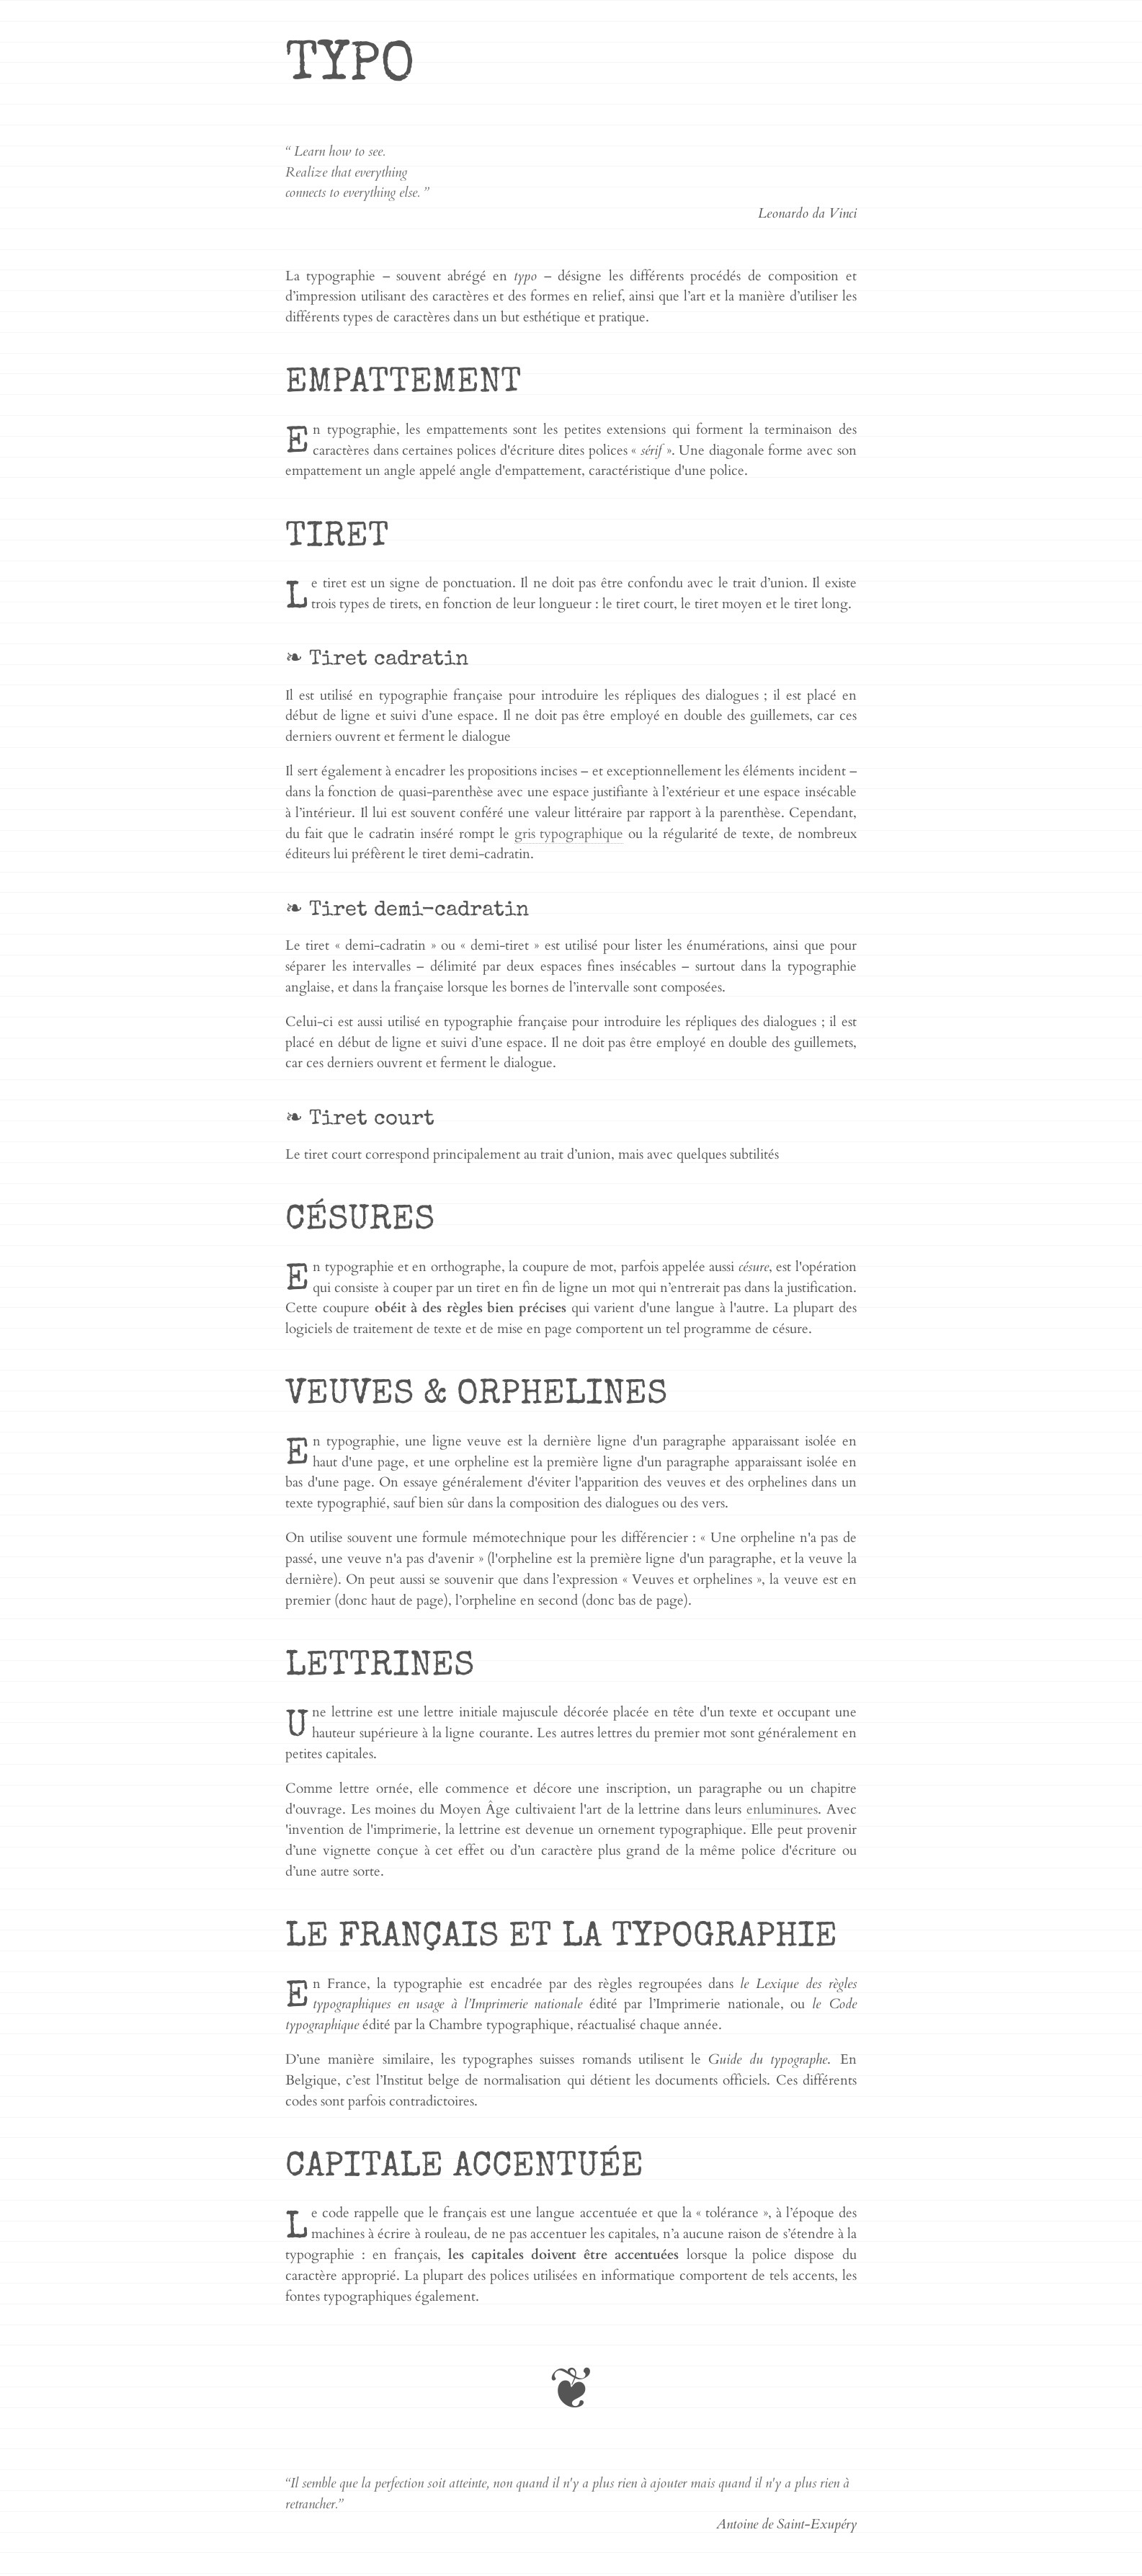 TYPO
“ Learn how to see.
Realize that everything
connects to everything else. ”
Leonardo da Vinci
La typographie – souvent abrégé en typo – désigne les différents procédés de composition et
d’impression utilisant des caractères et des formes en relief, ainsi que l’art et la manière d’utiliser les
différents types de caractères dans un but esthétique et pratique.
EMPATTEMENT
En typographie, les empattements sont les petites extensions qui forment la terminaison des
caractères dans certaines polices d'écriture dites polices « sérif ». Une diagonale forme avec son
empattement un angle appelé angle d'empattement, caractéristique d'une police.
TIRET
Le tiret est un signe de ponctuation. Il ne doit pas être confondu avec le trait d’union. Il existe
trois types de tirets, en fonction de leur longueur : le tiret court, le tiret moyen et le tiret long.
❧ Tiret cadratin
Il est utilisé en typographie française pour introduire les répliques des dialogues ; il est placé en
début de ligne et suivi d’une espace. Il ne doit pas être employé en double des guillemets, car ces
derniers ouvrent et ferment le dialogue
Il sert également à encadrer les propositions incises – et exceptionnellement les éléments incident –
dans la fonction de quasi-parenthèse avec une espace justifiante à l’extérieur et une espace insécable
à l’intérieur. Il lui est souvent conféré une valeur littéraire par rapport à la parenthèse. Cependant,
du fait que le cadratin inséré rompt le gris typographique ou la régularité de texte, de nombreux
éditeurs lui préfèrent le tiret demi-cadratin.
❧ Tiret demi-cadratin
Le tiret « demi-cadratin » ou « demi-tiret » est utilisé pour lister les énumérations, ainsi que pour
séparer les intervalles – délimité par deux espaces fines insécables – surtout dans la typographie
anglaise, et dans la française lorsque les bornes de l’intervalle sont composées.
Celui-ci est aussi utilisé en typographie française pour introduire les répliques des dialogues ; il est
placé en début de ligne et suivi d’une espace. Il ne doit pas être employé en double des guillemets,
car ces derniers ouvrent et ferment le dialogue.
❧ Tiret court
Le tiret court correspond principalement au trait d’union, mais avec quelques subtilités
CÉSURES
En typographie et en orthographe, la coupure de mot, parfois appelée aussi césure, est l'opération
qui consiste à couper par un tiret en fin de ligne un mot qui n’entrerait pas dans la justification.
Cette coupure obéit à des règles bien précises qui varient d'une langue à l'autre. La plupart des
logiciels de traitement de texte et de mise en page comportent un tel programme de césure.
VEUVES & ORPHELINES
En typographie, une ligne veuve est la dernière ligne d'un paragraphe apparaissant isolée en
haut d'une page, et une orpheline est la première ligne d'un paragraphe apparaissant isolée en
bas d'une page. On essaye généralement d'éviter l'apparition des veuves et des orphelines dans un
texte typographié, sauf bien sûr dans la composition des dialogues ou des vers.
On utilise souvent une formule mémotechnique pour les différencier : « Une orpheline n'a pas de
passé, une veuve n'a pas d'avenir » (l'orpheline est la première ligne d'un paragraphe, et la veuve la
dernière). On peut aussi se souvenir que dans l’expression « Veuves et orphelines », la veuve est en
premier (donc haut de page), l’orpheline en second (donc bas de page).
LETTRINES
Une lettrine est une lettre initiale majuscule décorée placée en tête d'un texte et occupant une
hauteur supérieure à la ligne courante. Les autres lettres du premier mot sont généralement en
petites capitales.
Comme lettre ornée, elle commence et décore une inscription, un paragraphe ou un chapitre
d'ouvrage. Les moines du Moyen Âge cultivaient l'art de la lettrine dans leurs enluminures. Avec
'invention de l'imprimerie, la lettrine est devenue un ornement typographique. Elle peut provenir
d’une vignette conçue à cet effet ou d’un caractère plus grand de la même police d'écriture ou
d’une autre sorte.
LE FRANÇAIS ET LA TYPOGRAPHIE
En France, la typographie est encadrée par des règles regroupées dans le Lexique des règles
typographiques en usage à l’Imprimerie nationale édité par l’Imprimerie nationale, ou le Code
typographique édité par la Chambre typographique, réactualisé chaque année.
D’une manière similaire, les typographes suisses romands utilisent le Guide du typographe. En
Belgique, c’est l’Institut belge de normalisation qui détient les documents officiels. Ces différents
codes sont parfois contradictoires.
CAPITALE ACCENTUÉE
Le code rappelle que le français est une langue accentuée et que la « tolérance », à l’époque des
machines à écrire à rouleau, de ne pas accentuer les capitales, n’a aucune raison de s’étendre à la
typographie : en français, les capitales doivent être accentuées lorsque la police dispose du
caractère approprié. La plupart des polices utilisées en informatique comportent de tels accents, les
fontes typographiques également.
❦
“Il semble que la perfection soit atteinte, non quand il n'y a plus rien à ajouter mais quand il n'y a plus rien à
retrancher.”
Antoine de Saint-Exupéry